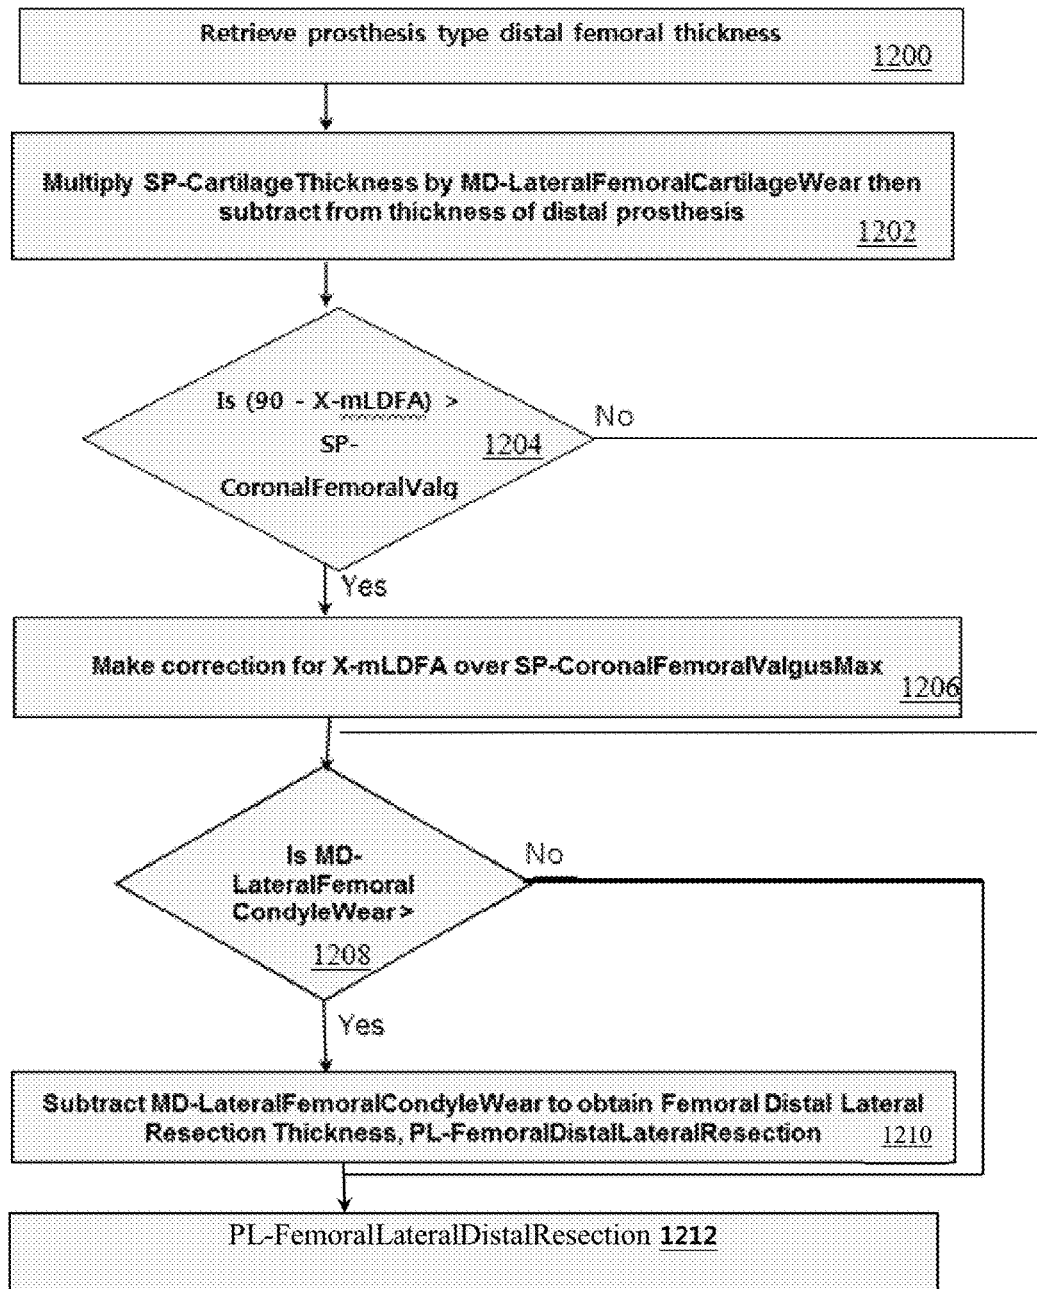 Retrieve prosthesis type distal femoral thickness
1200
Multiply SP-CartilageThickness by MD-LateralFemoralCartilageWear then
subtract from thickness of distal prosthesis
1202
Is (90 - X-mLDFA) >
SP-
1204
CoronalFemoralValg
No
Yes
Make correction for X-mLDFA over SP-CoronalFemoralValgusMax
1206
Is MD-
LateralFemoral
CondyleWear >
1208
No
Yes
Subtract MD-LateralFemoralCondyleWear to obtain Femoral Distal Lateral
Resection Thickness, PL-FemoralDistalLateralResection
1210
PL-FemoralLateralDistalResection 1212